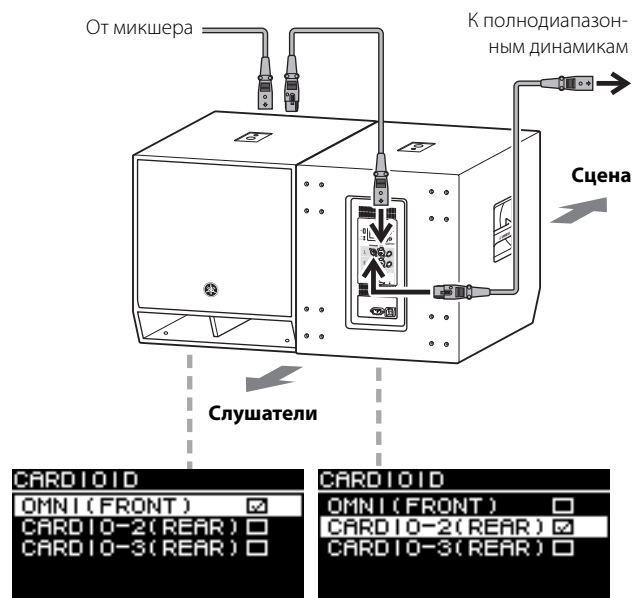 От микшера
К полнодиапазон-
ным динамикам
Сцена
Слушатели
CARDIOID
OMNI(FRONT)
CARDIO-2(REAR)
CARDIO-3(REAR)
CARDIOID
OMNI(FRONT)
CARDIO-2(REAR)
CARDIO-3(REAR)